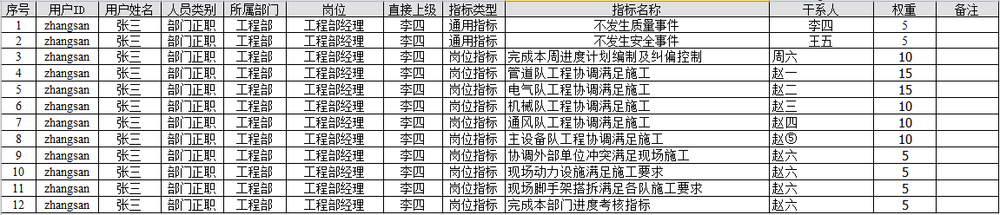 序号 用户ID 用户姓名 人员类别 所属部门 岗位 直接上级 指标类型 指标名称 干系人 权重 备注
1 zhangsan 张三 部门正职 工程部 工程部经理 李四 通用指标 不发生质量事件 李四 5
2 zhangsan 张三 部门正职 工程部 工程部经理 李四 通用指标 不发生安全事件 王五 5
3 zhangsan 张三 部门正职 工程部 工程部经理 李四 岗位指标 完成本周进度计划编制及纠偏控制 周六 10
4 zhangsan 张三 部门正职 工程部 工程部经理 李四 岗位指标 管道队工程协调满足施工 赵一 15
5 zhangsan 张三 部门正职 工程部 工程部经理 李四 岗位指标 电气队工程协调满足施工 赵二 15
6 zhangsan 张三 部门正职 工程部 工程部经理 李四 岗位指标 机械队工程协调满足施工 赵三 10
7 zhangsan 张三 部门正职 工程部 工程部经理 李四 岗位指标 通风队工程协调满足施工 赵四 10
8 zhangsan 张三 部门正职 工程部 工程部经理 李四 岗位指标 主设备队工程协调满足施工 赵⑤ 10
9 zhangsan 张三 部门正职 工程部 工程部经理 李四 岗位指标 协调外部单位冲突满足现场施工 赵六 5
10 zhangsan 张三 部门正职 工程部 工程部经理 李四 岗位指标 现场动力设施满足施工要求 赵六 5
11 zhangsan 张三 部门正职 工程部 工程部经理 李四 岗位指标 现场脚手架搭拆满足各队施工要求 赵六 5
12 zhangsan 张三 部门正职 工程部 工程部经理 李四 岗位指标 完成本部门进度考核指标 赵六 5